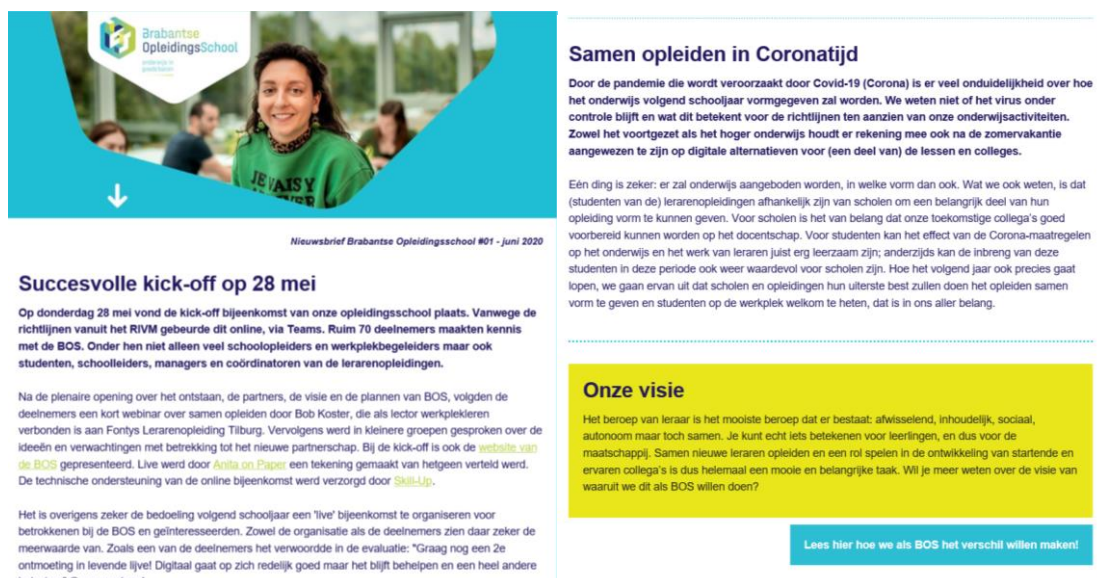 Brabantse
OpleidingsSchool
onderwijs in
JE VAIS Y
Nieuwsbrief Brabantse Opleidingsschool #01 - juni 2020
Succesvolle kick-off op 28 mei
Op donderdag 28 mei vond de kick-off bijeenkomst van onze opleidingsschool plaats. Vanwege de
richtlijnen vanuit het RIVM gebeurde dit online, via Teams. Ruim 70 deelnemers maakten kennis
met de BOS. Onder hen niet alleen veel schoolopleiders en werkplekbegeleiders maar ook
studenten, schoolleiders, managers en coördinatoren van de lerarenopleidingen.
Na de plenaire opening over het ontstaan, de partners, de visie en de plannen van BOS, volgden de
deelnemers een kort webinar over samen opleiden door Bob Koster, die als lector werkplekleren
verbonden is aan Fontys Lerarenopleiding Tilburg. Vervolgens werd in kleinere groepen gesproken over de
ideeën en verwachtingen met betrekking tot het nieuwe partnerschap. Bij de kick-off is ook de website van
de BOS gepresenteerd. Live werd door Anita on Paper een tekening gemaakt van hetgeen verteld werd.
De technische ondersteuning van de online bijeenkomst werd verzorgd door Skill-Up.
Het is overigens zeker de bedoeling volgend schooljaar een 'live' bijeenkomst te organiseren voor
betrokkenen bij de BOS en geïnteresseerden. Zowel de organisatie als de deelnemers zien daar zeker de
meerwaarde van. Zoals een van de deelnemers het verwoordde in de evaluatie: "Graag nog een 2e
ontmoeting in levende lijve! Digitaal gaat op zich redelijk goed maar het blijft behelpen en een heel andere
Samen opleiden in Coronatijd
Door de pandemie die wordt veroorzaakt door Covid-19 (Corona) is er veel onduidelijkheid over hoe
het onderwijs volgend schooljaar vormgegeven zal worden. We weten niet of het virus onder
controle blijft en wat dit betekent voor de richtlijnen ten aanzien van onze onderwijsactiviteiten.
Zowel het voortgezet als het hoger onderwijs houdt er rekening mee ook na de zomervakantie
aangewezen te zijn op digitale alternatieven voor (een deel van) de lessen en colleges.
Eén ding is zeker: er zal onderwijs aangeboden worden, in welke vorm dan ook. Wat we ook weten, is dat
(studenten van de) lerarenopleidingen afhankelijk zijn van scholen om een belangrijk deel van hun
opleiding vorm te kunnen geven. Voor scholen is het van belang dat onze toekomstige collega's goed
voorbereid kunnen worden op het docentschap. Voor studenten kan het effect van de Corona-maatregelen
op het onderwijs en het werk van leraren juist erg leerzaam zijn; anderzijds kan de inbreng van deze
studenten in deze periode ook weer waardevol voor scholen zijn. Hoe het volgend jaar ook precies gaat
lopen, we gaan ervan uit dat scholen en opleidingen hun uiterste best zullen doen het opleiden samen
vorm te geven en studenten op de werkplek welkom te heten, dat is in ons aller belang.
Onze visie
Het beroep van leraar is het mooiste beroep dat er bestaat: afwisselend, inhoudelijk, sociaal,
autonoom maar toch samen. Je kunt echt iets betekenen voor leerlingen, en dus voor de
maatschappij. Samen nieuwe leraren opleiden en een rol spelen in de ontwikkeling van startende en
ervaren collega's is dus helemaal een mooie en belangrijke taak. Wil je meer weten over de visie van
waaruit we dit als BOS willen doen?
Lees hier hoe we als BOS het verschil willen maken!